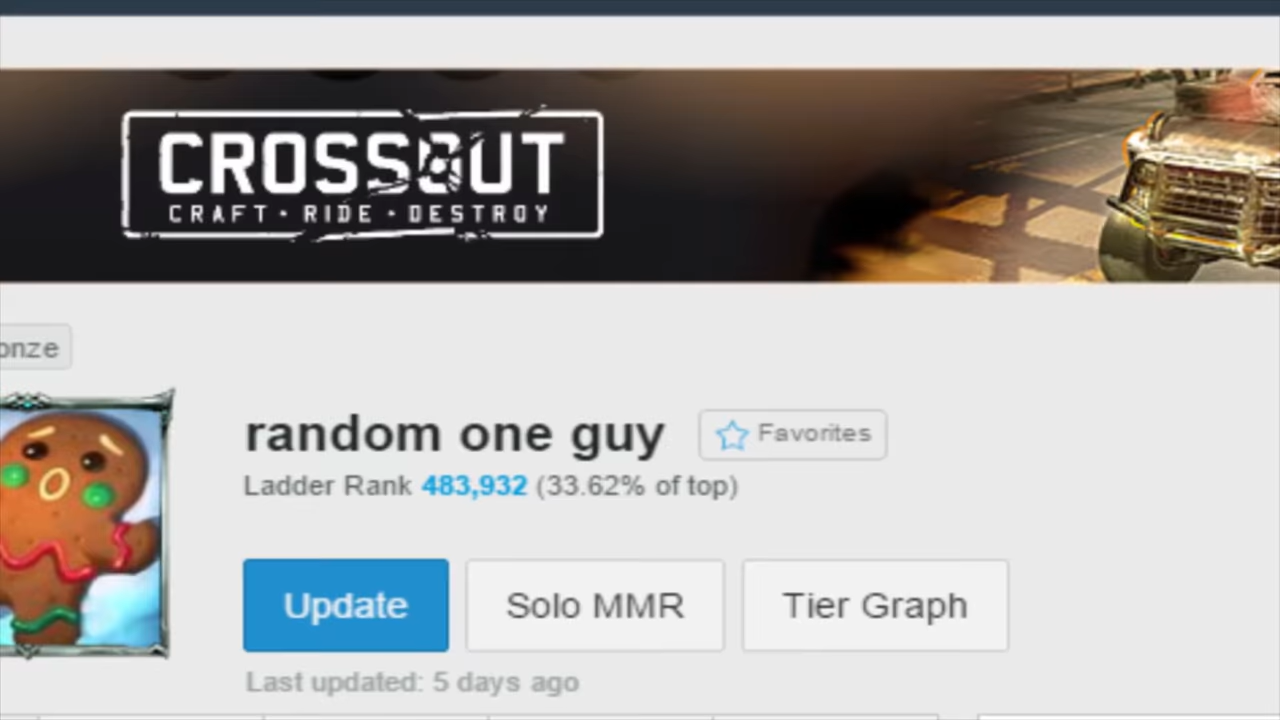 CROSSOUT
CRAFT • RIDE • DESTROY
onze
random one guy
Favorites
Ladder Rank 483,932 (33.62% of top)
Update
Solo MMR
Tier Graph
Last updated: 5 days ago